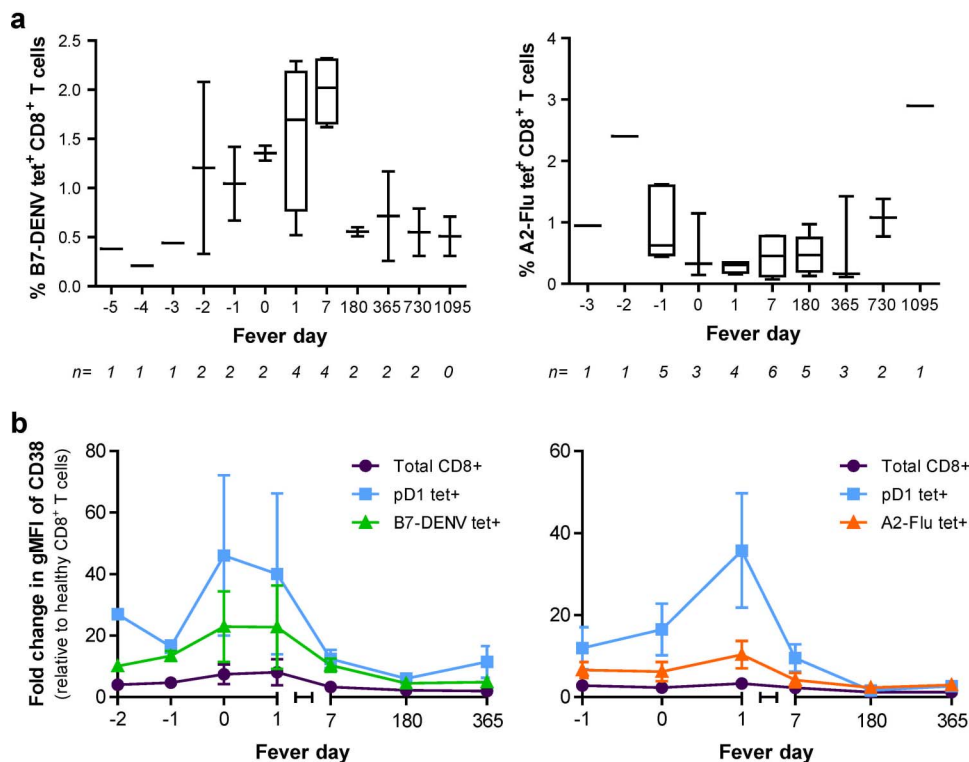 a
% B7-DENV tet⁺ CD8⁺ T cells
2.5
2.0
1.5
1.0
0.5
0.0
-5 -4 -3 -2 -1 0 1 7 180 365 730 1095
Fever day
n= 1 1 1 2 2 2 4 4 2 2 2 0
% A2-Flu tet⁺ CD8⁺ T cells
4
3
2
1
0
-3 -2 -1 0 1 7 180 365 730 1095
Fever day
n= 1 1 5 3 4 6 5 3 2 1
b
Fold change in gMFI of CD38
(relative to healthy CD8⁺ T cells)
80
60
40
20
0
Total CD8+
pD1 tet+
B7-DENV tet+
-2 -1 0 1 7 180 365
Fever day
60
40
20
0
Total CD8+
pD1 tet+
A2-Flu tet+
-1 0 1 7 180 365
Fever day